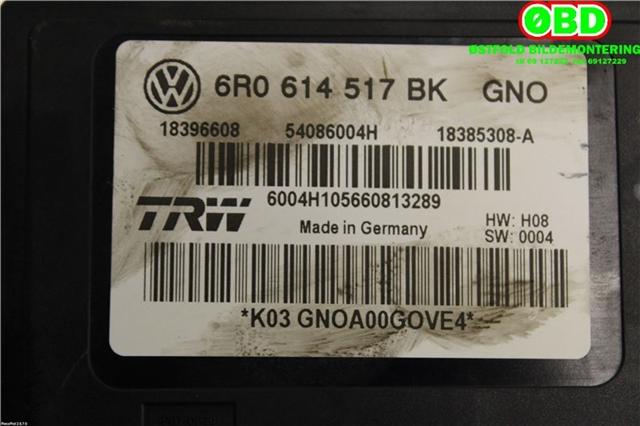 ØBD
ØSTFOLD BILDEMONTERING
VW 6R0 614 517 BK GNO
18396608 54086004H 18385308-A
6004H105660813289
TRW
Made in Germany
HW: H08
SW: 0004
*K03 GNOA00GOVE4*